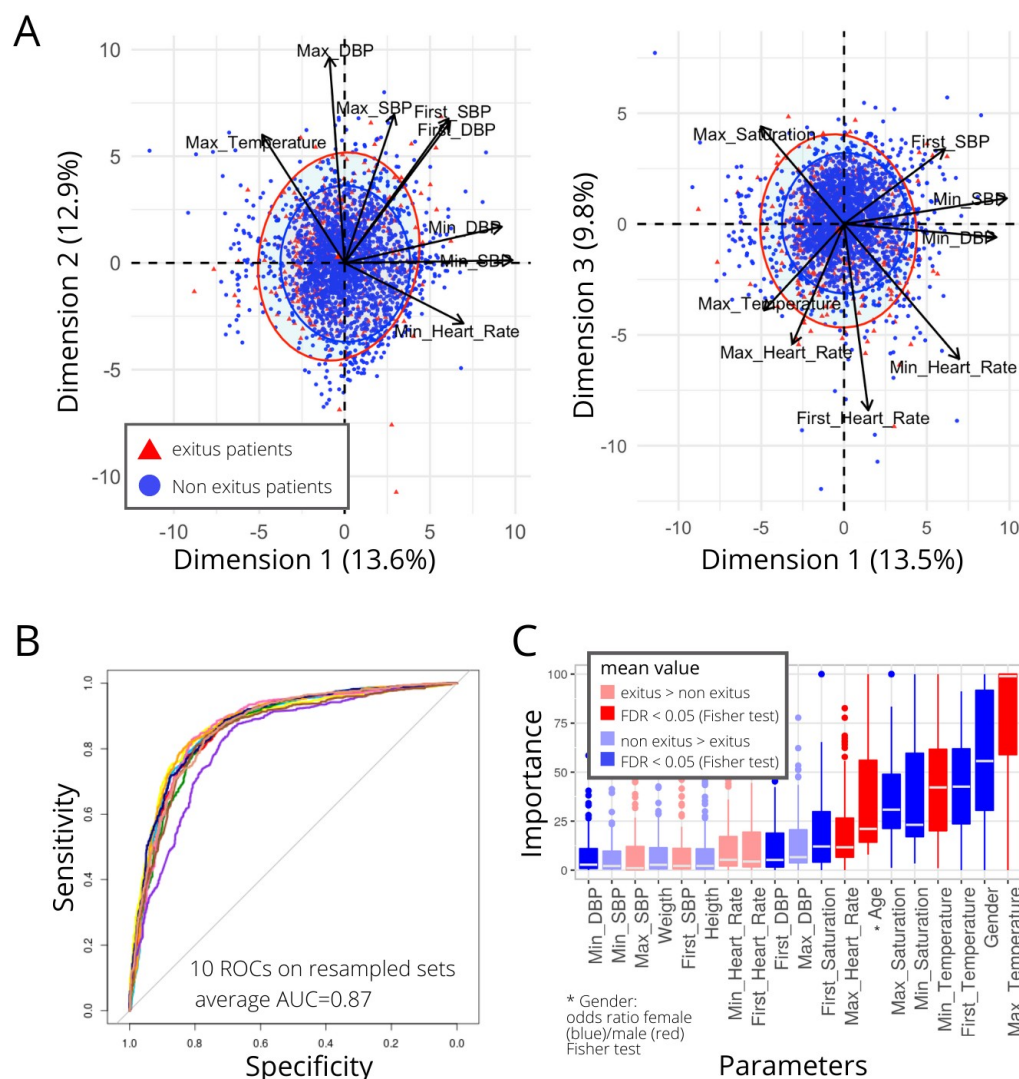 A
Max_DBP
Max_SBP
First_SBP
First_DBP
Max_Temperature
Min_DBP
Min_SBP
Min_Heart_Rate
10
5
0
-5
-10
Dimension 2 (12.9%)
exitus patients
Non exitus patients
-10
-5
0
5
10
Dimension 1 (13.6%)
Max_Saturation
First_SBP
Min_SBP
Min_DBP
Max_Temperature
Max_Heart_Rate
Min_Heart_Rate
First_Heart_Rate
5
0
-5
-10
Dimension 3 (9.8%)
-10
-5
0
5
10
Dimension 1 (13.5%)
B
1.0
0.8
0.6
0.4
0.2
0.0
Sensitivity
10 ROCs on resampled sets
average AUC=0.87
1.0
0.8
0.6
0.4
0.2
0.0
Specificity
C
mean value
exitus > non exitus
FDR < 0.05 (Fisher test)
non exitus > exitus
FDR < 0.05 (Fisher test)
100
75
50
25
0
Importance
Min_DBP
Min_SBP
Max_SBP
Weigth
First_SBP
Heigth
Min_Heart_Rate
First_Heart_Rate
First_DBP
Max_DBP
First_Saturation
Max_Heart_Rate
* Age
Max_Saturation
Min_Saturation
Min_Temperature
First_Temperature
Gender
Max_Temperature
* Gender:
odds ratio female
(blue)/male (red)
Fisher test
Parameters